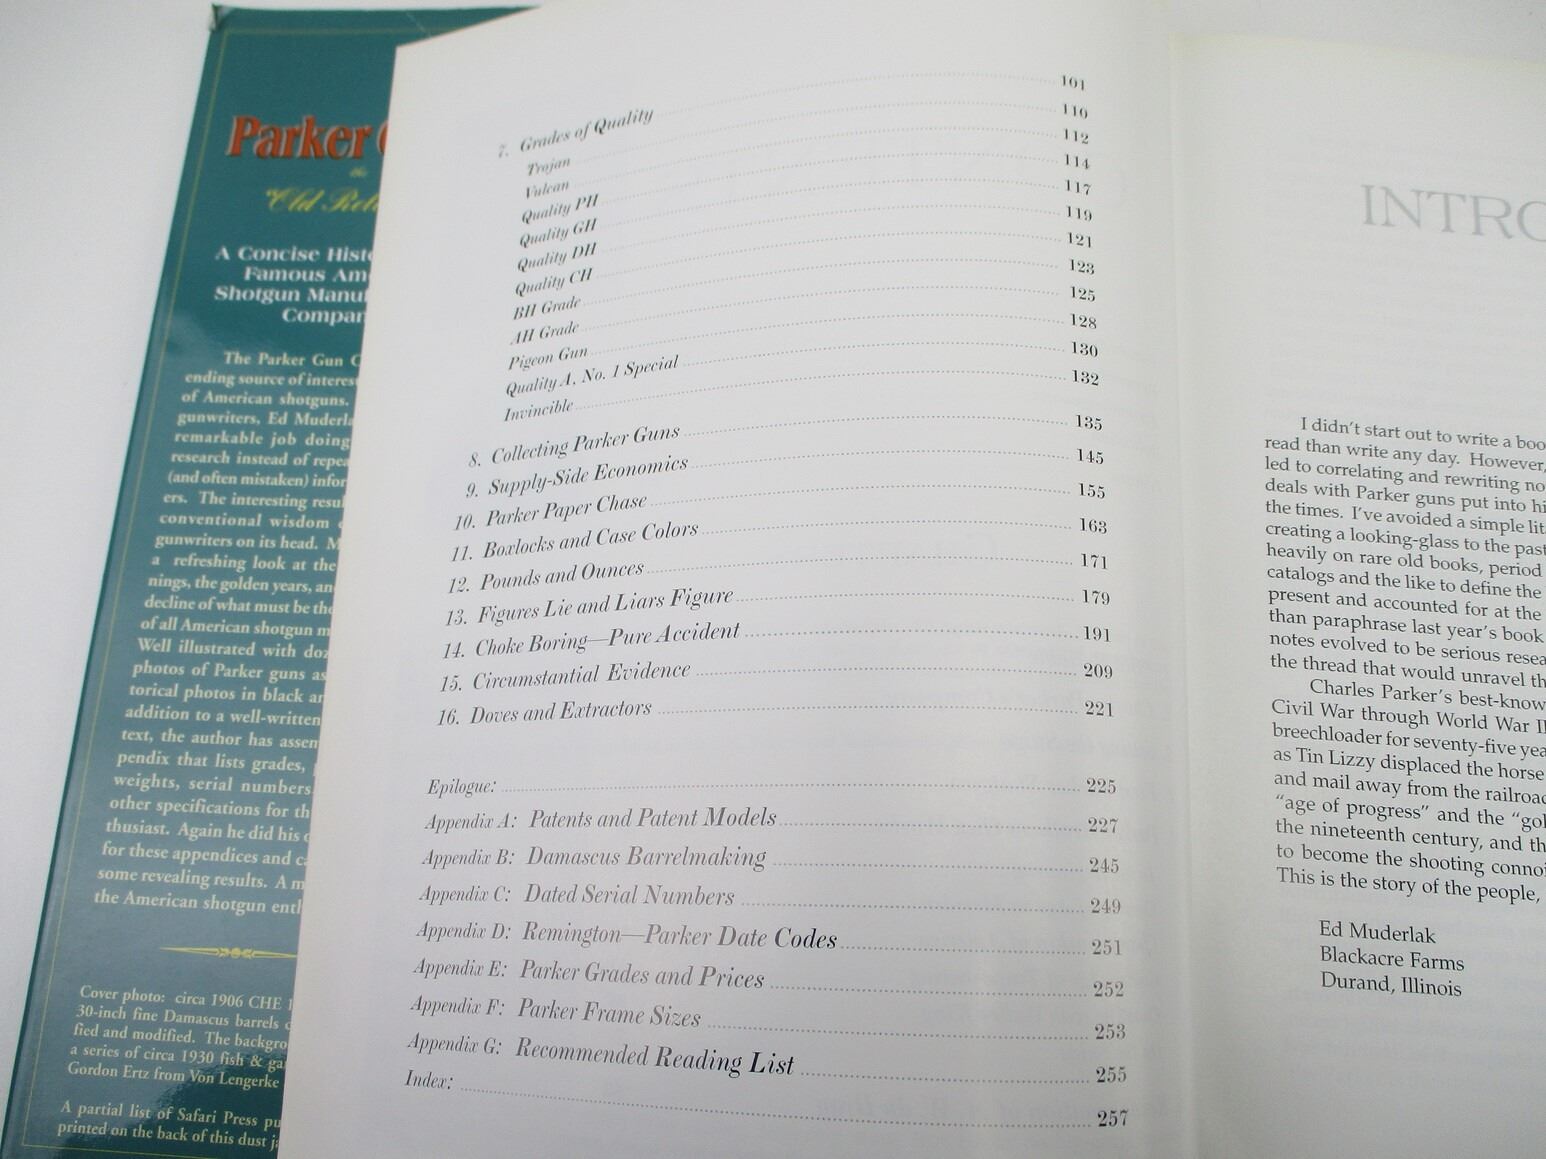 Parker
the
"Old Reli
A Concise Histo
Famous Ame
Shotgun Manuf
Compan
The Parker Gun C
ending source of interes
of American shotguns.
gunwriters, Ed Muderla
remarkable job doing
research instead of repea
(and often mistaken) infor
ers. The interesting resul
conventional wisdom
gunwriters on its head. M
a refreshing look at the
nings, the golden years, an
decline of what must be the
of all American shotgun m
Well illustrated with doz
photos of Parker guns as
torical photos in black an
addition to a well-written
text, the author has assem
pendix that lists grades,
weights, serial numbers
other specifications for th
thusiast. Again he did his
for these appendices and ca
some revealing results. A m
the American shotgun enth
Cover photo: circa 1906 CHE 1
30-inch fine Damascus barrels
fied and modified. The backgro
a series of circa 1930 fish & ga
Gordon Ertz from Von Lengerke
A partial list of Safari Press pu
printed on the back of this dust ja
7. Grades of Quality 101
Trojan 110
Vulcan 112
Quality PH 114
Quality GH 117
Quality DH 119
Quality CH 121
BH Grade 123
AH Grade 125
Pigeon Gun 128
Quality A, No. 1 Special 130
Invincible 132
8. Collecting Parker Guns 135
9. Supply-Side Economics 145
10. Parker Paper Chase 155
11. Boxlocks and Case Colors 163
12. Pounds and Ounces 171
13. Figures Lie and Liars Figure 179
14. Choke Boring—Pure Accident 191
15. Circumstantial Evidence 209
16. Doves and Extractors 221
Epilogue: 225
Appendix A: Patents and Patent Models 227
Appendix B: Damascus Barrelmaking 245
Appendix C: Dated Serial Numbers 249
Appendix D: Remington—Parker Date Codes 251
Appendix E: Parker Grades and Prices 252
Appendix F: Parker Frame Sizes 253
Appendix G: Recommended Reading List 255
Index: 257
INTRO
I didn't start out to write a boo
read than write any day. However,
led to correlating and rewriting no
deals with Parker guns put into hi
the times. I've avoided a simple lit
creating a looking-glass to the past
heavily on rare old books, period
catalogs and the like to define the
present and accounted for at the
than paraphrase last year's book
notes evolved to be serious resea
the thread that would unravel th
Charles Parker's best-know
Civil War through World War II
breechloader for seventy-five yea
as Tin Lizzy displaced the horse
and mail away from the railroad
"age of progress" and the "gol
the nineteenth century, and th
to become the shooting connoi
This is the story of the people,
Ed Muderlak
Blackacre Farms
Durand, Illinois